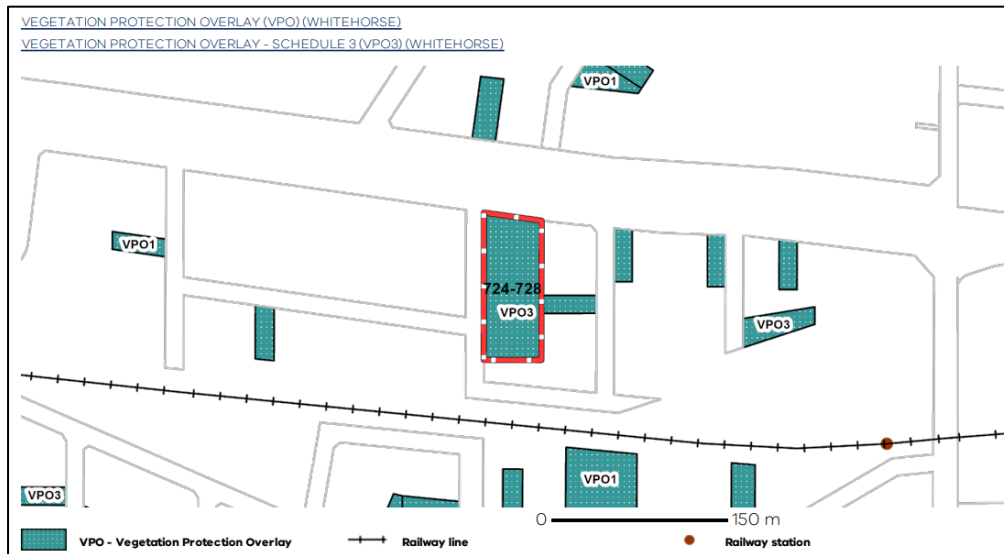 VEGETATION PROTECTION OVERLAY (VPO) (WHITEHORSE)
VEGETATION PROTECTION OVERLAY - SCHEDULE 3 (VPO3) (WHITEHORSE)
VPO1
VPO1
724-728
VPO3
VPO3
VPO1
VPO3
0 150 m
VPO - Vegetation Protection Overlay Railway line Railway station